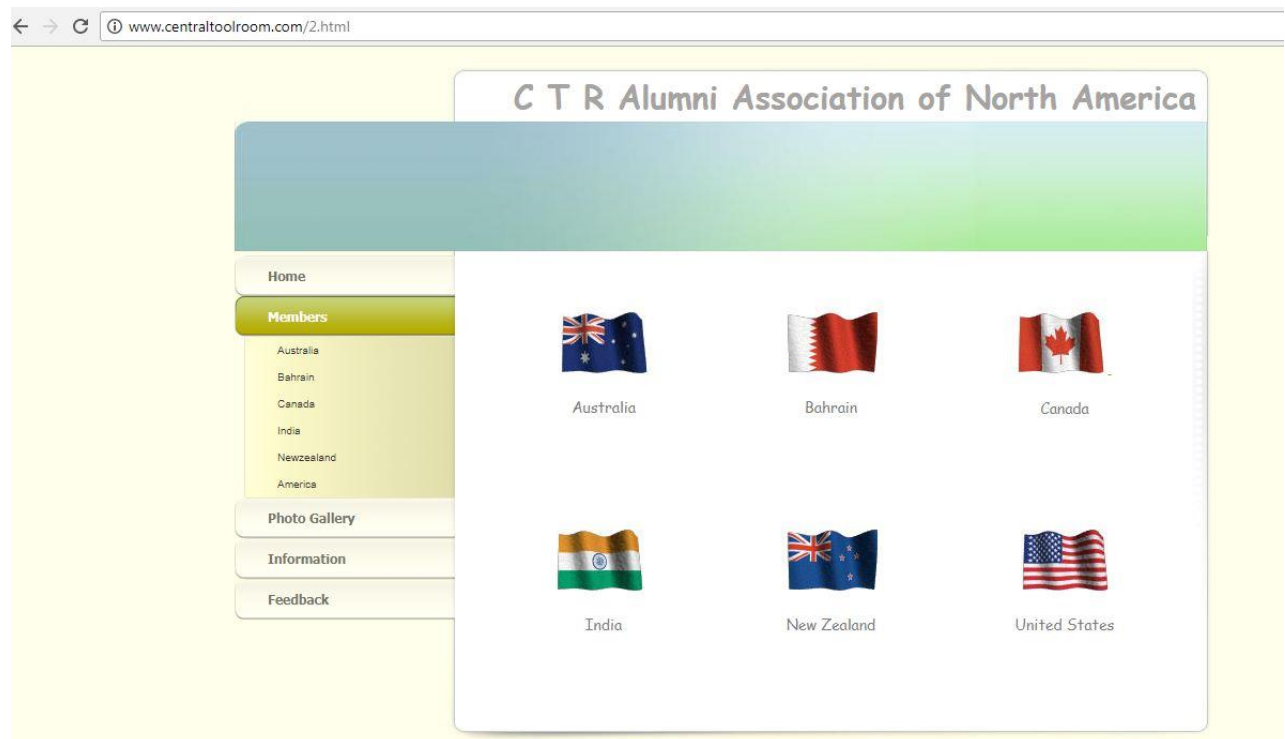 www.centraltoolroom.com/2.html
C T R Alumni Association of North America
Home
Members
Australia
Bahrain
Canada
India
Newzealand
America
Photo Gallery
Information
Feedback
Australia Bahrain Canada
India New Zealand United States